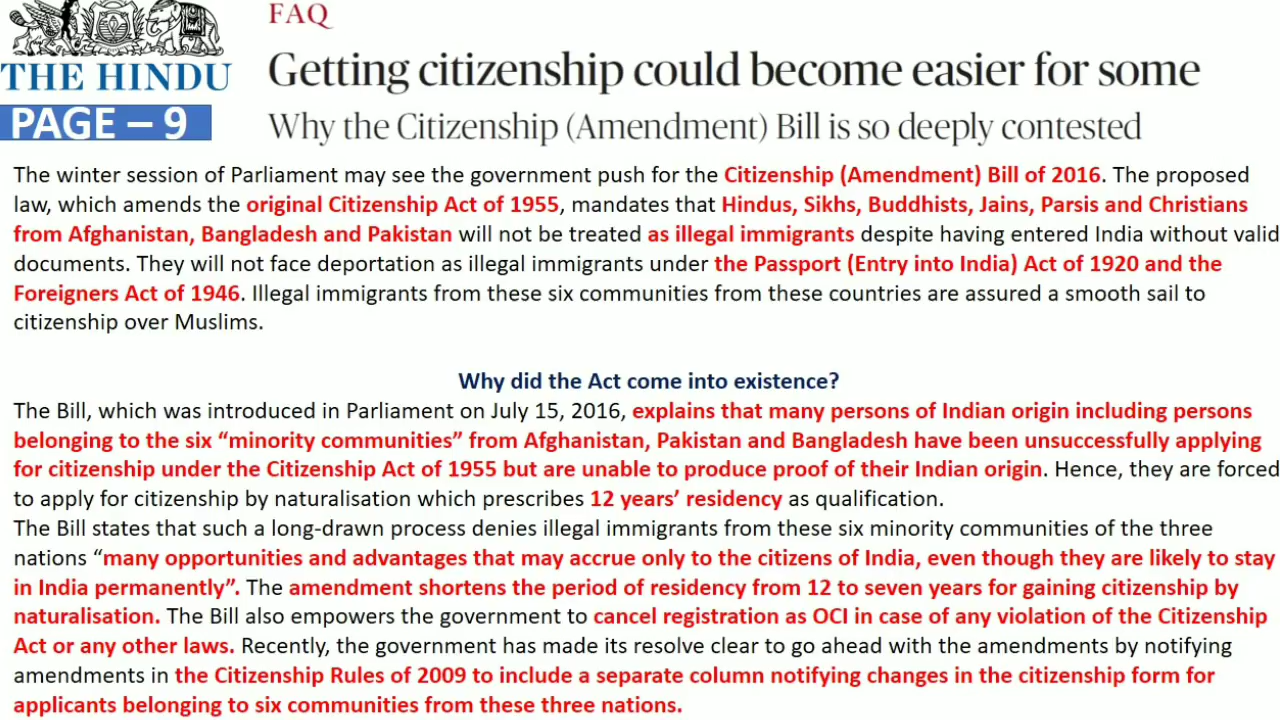 FAQ
THE HINDU
Getting citizenship could become easier for some
PAGE – 9
Why the Citizenship (Amendment) Bill is so deeply contested
The winter session of Parliament may see the government push for the Citizenship (Amendment) Bill of 2016. The proposed
law, which amends the original Citizenship Act of 1955, mandates that Hindus, Sikhs, Buddhists, Jains, Parsis and Christians
from Afghanistan, Bangladesh and Pakistan will not be treated as illegal immigrants despite having entered India without valid
documents. They will not face deportation as illegal immigrants under the Passport (Entry into India) Act of 1920 and the
Foreigners Act of 1946. Illegal immigrants from these six communities from these countries are assured a smooth sail to
citizenship over Muslims.
Why did the Act come into existence?
The Bill, which was introduced in Parliament on July 15, 2016, explains that many persons of Indian origin including persons
belonging to the six “minority communities” from Afghanistan, Pakistan and Bangladesh have been unsuccessfully applying
for citizenship under the Citizenship Act of 1955 but are unable to produce proof of their Indian origin. Hence, they are forced
to apply for citizenship by naturalisation which prescribes 12 years’ residency as qualification.
The Bill states that such a long-drawn process denies illegal immigrants from these six minority communities of the three
nations “many opportunities and advantages that may accrue only to the citizens of India, even though they are likely to stay
in India permanently”. The amendment shortens the period of residency from 12 to seven years for gaining citizenship by
naturalisation. The Bill also empowers the government to cancel registration as OCI in case of any violation of the Citizenship
Act or any other laws. Recently, the government has made its resolve clear to go ahead with the amendments by notifying
amendments in the Citizenship Rules of 2009 to include a separate column notifying changes in the citizenship form for
applicants belonging to six communities from these three nations.